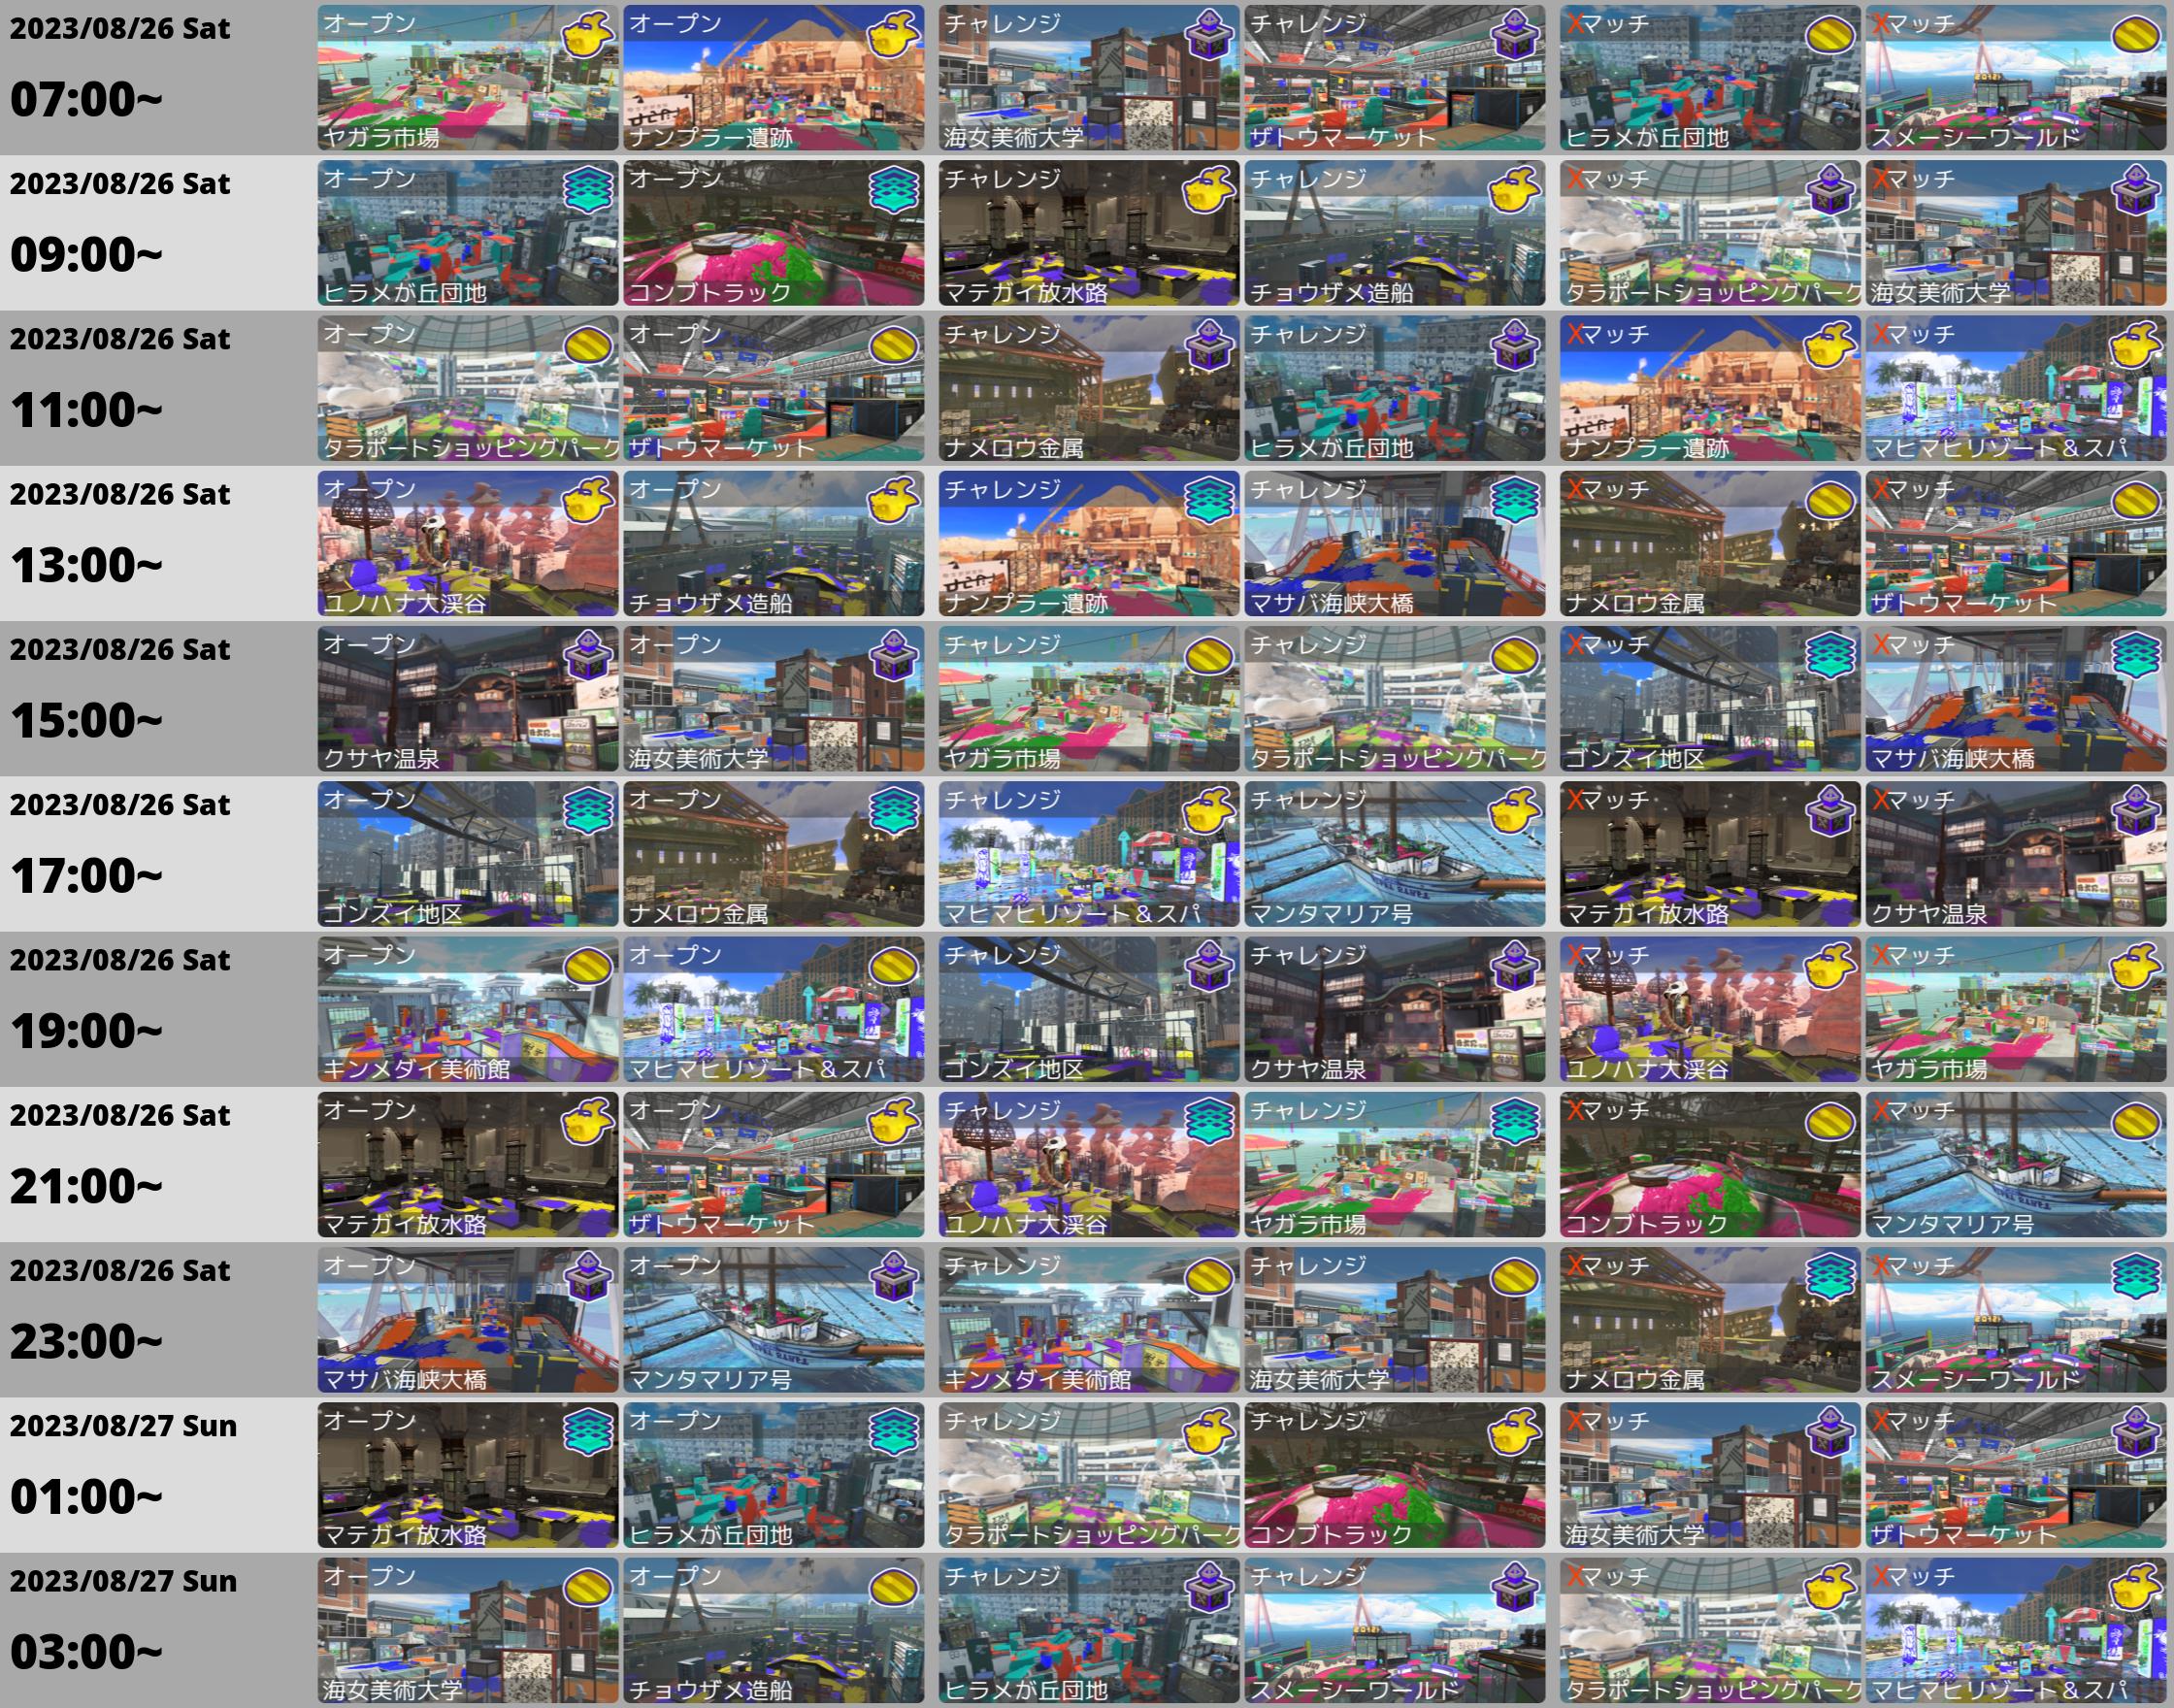 2023/08/26 Sat
07:00~
オープン オープン チャレンジ チャレンジ Xマッチ Xマッチ
ヤガラ市場 ナンプラー遺跡 海女美術大学 ザトウマーケット ヒラメが丘団地 スメーシーワールド
2023/08/26 Sat
09:00~
オープン オープン チャレンジ チャレンジ Xマッチ Xマッチ
ヒラメが丘団地 コンブトラック マテガイ放水路 チョウザメ造船 タラポートショッピングパーク 海女美術大学
2023/08/26 Sat
11:00~
オープン オープン チャレンジ チャレンジ Xマッチ Xマッチ
タラポートショッピングパーク ザトウマーケット ナメロウ金属 ヒラメが丘団地 ナンプラー遺跡 マヒマヒリゾート＆スパ
2023/08/26 Sat
13:00~
オープン オープン チャレンジ チャレンジ Xマッチ Xマッチ
ユノハナ大渓谷 チョウザメ造船 ナンプラー遺跡 マサバ海峡大橋 ナメロウ金属 ザトウマーケット
2023/08/26 Sat
15:00~
オープン オープン チャレンジ チャレンジ Xマッチ Xマッチ
クサヤ温泉 海女美術大学 ヤガラ市場 タラポートショッピングパーク ゴンズイ地区 マサバ海峡大橋
2023/08/26 Sat
17:00~
オープン オープン チャレンジ チャレンジ Xマッチ Xマッチ
ゴンズイ地区 ナメロウ金属 マヒマヒリゾート＆スパ マンタマリア号 マテガイ放水路 クサヤ温泉
2023/08/26 Sat
19:00~
オープン オープン チャレンジ チャレンジ Xマッチ Xマッチ
キンメダイ美術館 マヒマヒリゾート＆スパ ゴンズイ地区 クサヤ温泉 ユノハナ大渓谷 ヤガラ市場
2023/08/26 Sat
21:00~
オープン オープン チャレンジ チャレンジ Xマッチ Xマッチ
マテガイ放水路 ザトウマーケット ユノハナ大渓谷 ヤガラ市場 コンブトラック マンタマリア号
2023/08/26 Sat
23:00~
オープン オープン チャレンジ チャレンジ Xマッチ Xマッチ
マサバ海峡大橋 マンタマリア号 キンメダイ美術館 海女美術大学 ナメロウ金属 スメーシーワールド
2023/08/27 Sun
01:00~
オープン オープン チャレンジ チャレンジ Xマッチ Xマッチ
マテガイ放水路 ヒラメが丘団地 タラポートショッピングパーク コンブトラック 海女美術大学 ザトウマーケット
2023/08/27 Sun
03:00~
オープン オープン チャレンジ チャレンジ Xマッチ Xマッチ
海女美術大学 チョウザメ造船 ヒラメが丘団地 スメーシーワールド タラポートショッピングパーク マヒマヒリゾート＆スパ